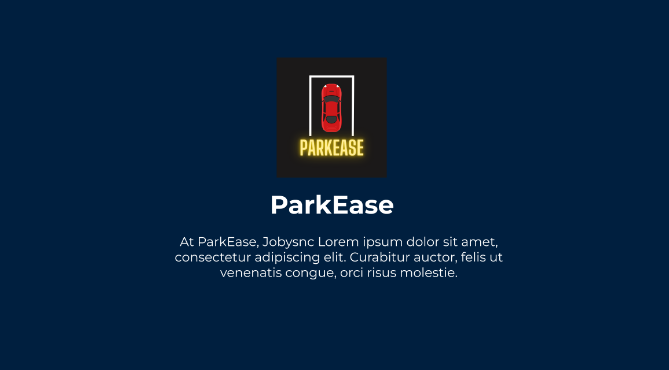 PARKEASE
ParkEase
At ParkEase, Jobysnc Lorem ipsum dolor sit amet,
consectetur adipiscing elit. Curabitur auctor, felis ut
venenatis congue, orci risus molestie.